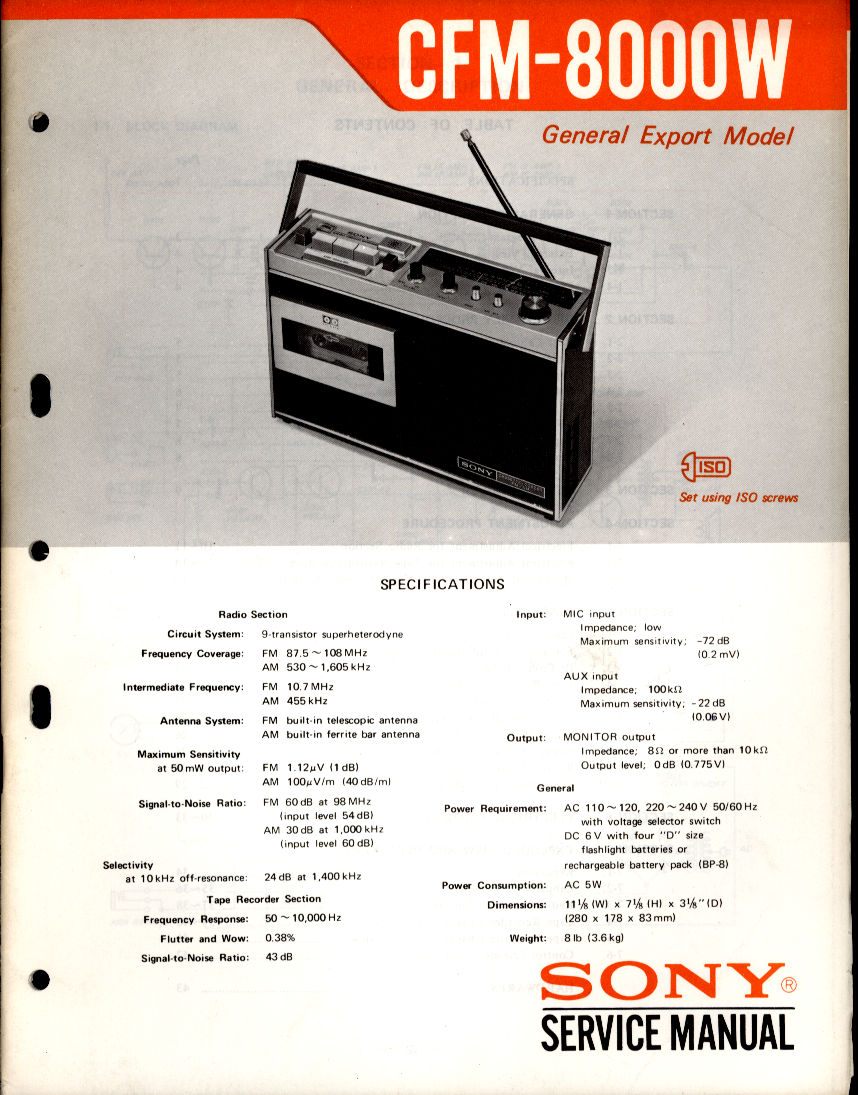 CFM-8000W
General Export Model
SONY
SONY
ISO
Set using ISO screws
SPECIFICATIONS
Radio Section
Circuit System: 9-transistor superheterodyne
Frequency Coverage: FM 87.5 ~ 108 MHz
AM 530 ~ 1,605 kHz
Intermediate Frequency: FM 10.7 MHz
AM 455 kHz
Antenna System: FM built-in telescopic antenna
AM built-in ferrite bar antenna
Maximum Sensitivity
at 50 mW output: FM 1.12μV (1 dB)
AM 100μV/m (40 dB/m)
Signal-to-Noise Ratio: FM 60 dB at 98 MHz
(input level 54 dB)
AM 30 dB at 1,000 kHz
(input level 60 dB)
Selectivity
at 10 kHz off-resonance: 24 dB at 1,400 kHz
Tape Recorder Section
Frequency Response: 50 ~ 10,000 Hz
Flutter and Wow: 0.38%
Signal-to-Noise Ratio: 43 dB
Input: MIC input
Impedance; low
Maximum sensitivity; -72 dB
(0.2 mV)
AUX input
Impedance; 100 kΩ
Maximum sensitivity; -22 dB
(0.06 V)
Output: MONITOR output
Impedance; 8Ω or more than 10 kΩ
Output level; 0 dB (0.775 V)
General
Power Requirement: AC 110 ~ 120, 220 ~ 240 V 50/60 Hz
with voltage selector switch
DC 6 V with four "D" size
flashlight batteries or
rechargeable battery pack (BP-8)
Power Consumption: AC 5W
Dimensions: 11⅛ (W) x 7⅛ (H) x 3⅛" (D)
(280 x 178 x 83 mm)
Weight: 8 lb (3.6 kg)
SONY®
SERVICE MANUAL